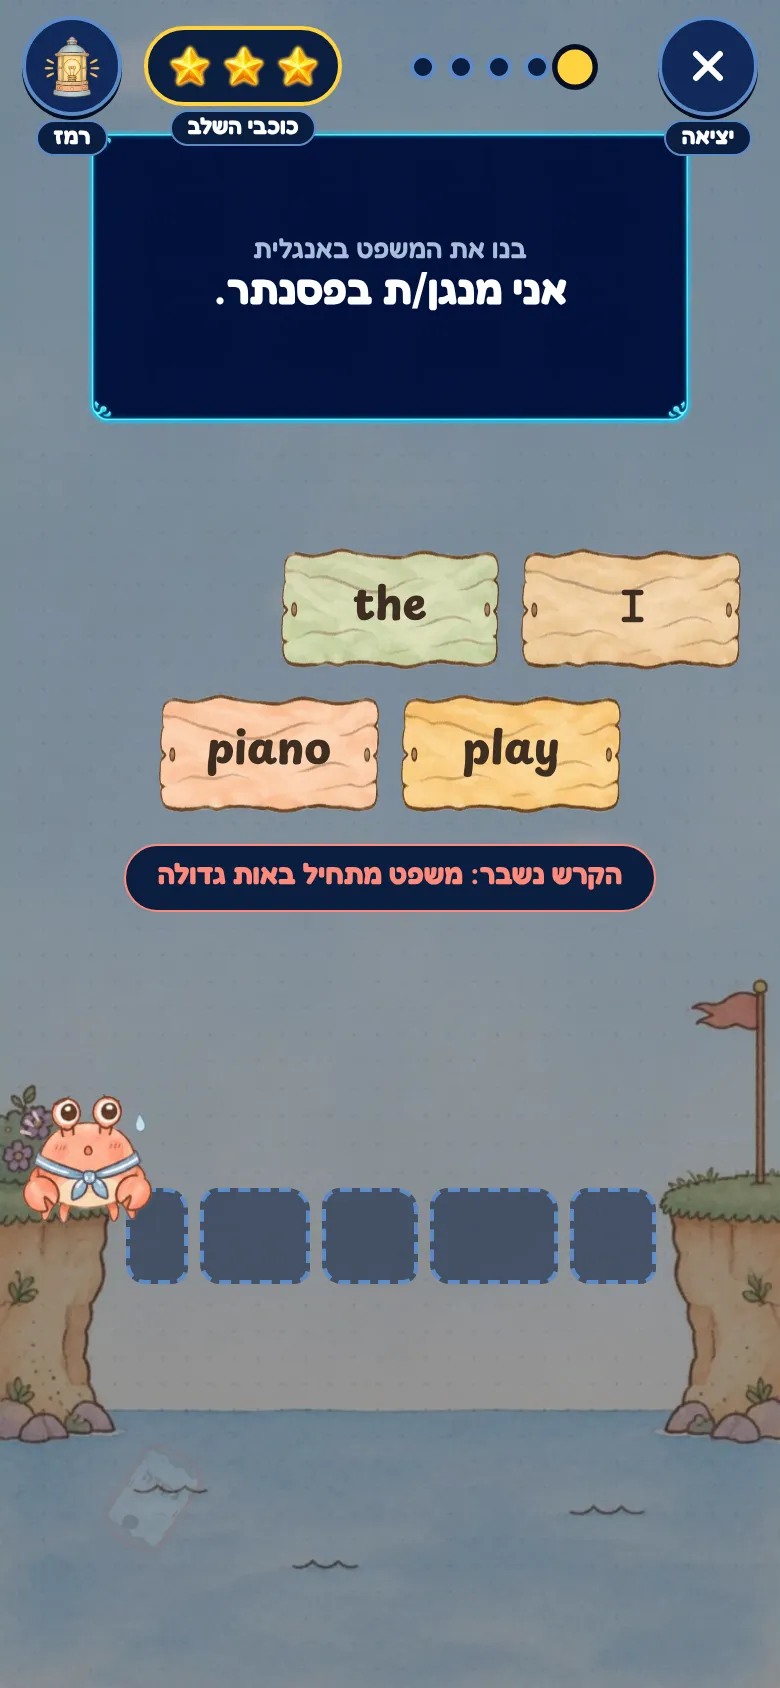 רמז
כוכבי השלב
יציאה
בנו את המשפט באנגלית
אני מנגן/ת בפסנתר.
the I
piano play
הקרש נשבר: משפט מתחיל באות גדולה